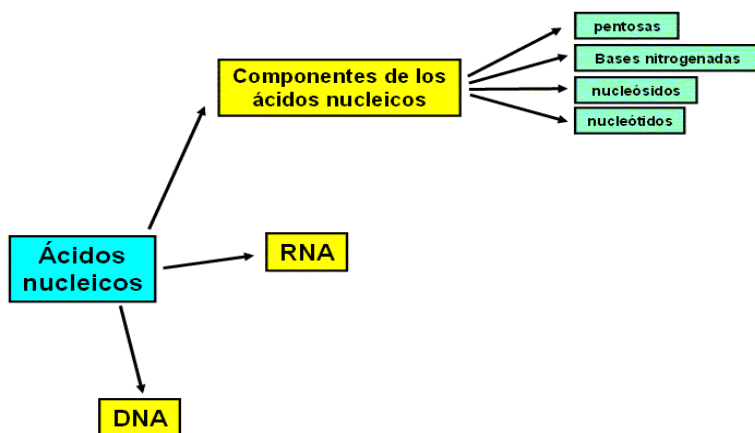 pentosas
Bases nitrogenadas
Componentes de los
ácidos nucleicos
nucleósidos
nucleótidos
Ácidos
nucleicos
RNA
DNA